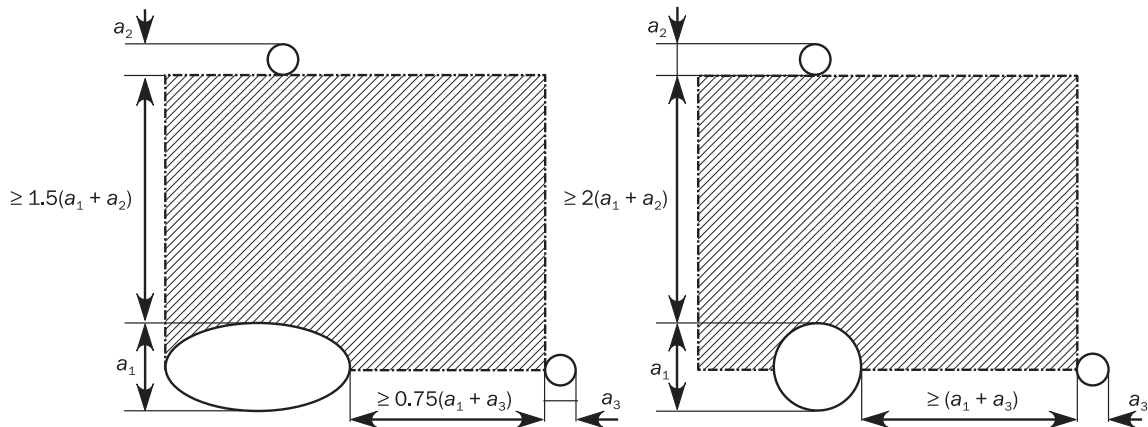 a₂
≥ 1.5(a₁ + a₂)
a₁
≥ 0.75(a₁ + a₃)
a₃
a₂
≥ 2(a₁ + a₂)
a₁
≥ (a₁ + a₃)
a₃